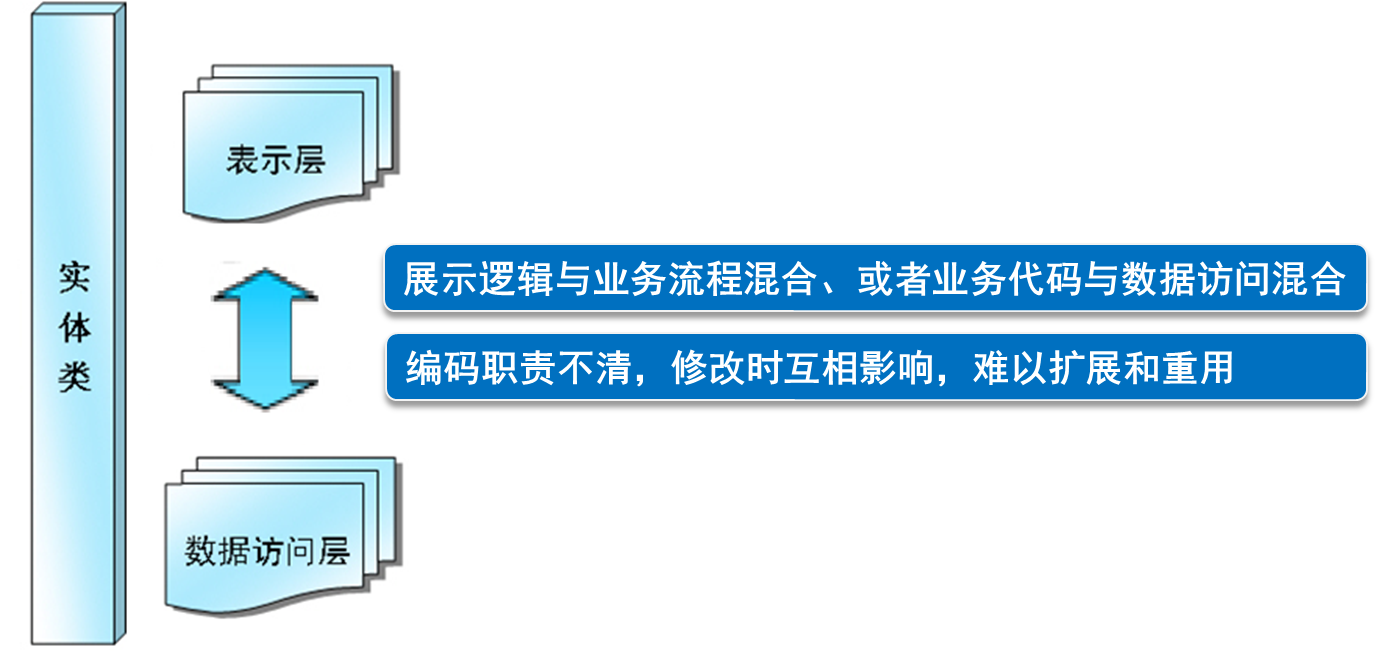 实体类
表示层
展示逻辑与业务流程混合、或者业务代码与数据访问混合
编码职责不清，修改时互相影响，难以扩展和重用
数据访问层